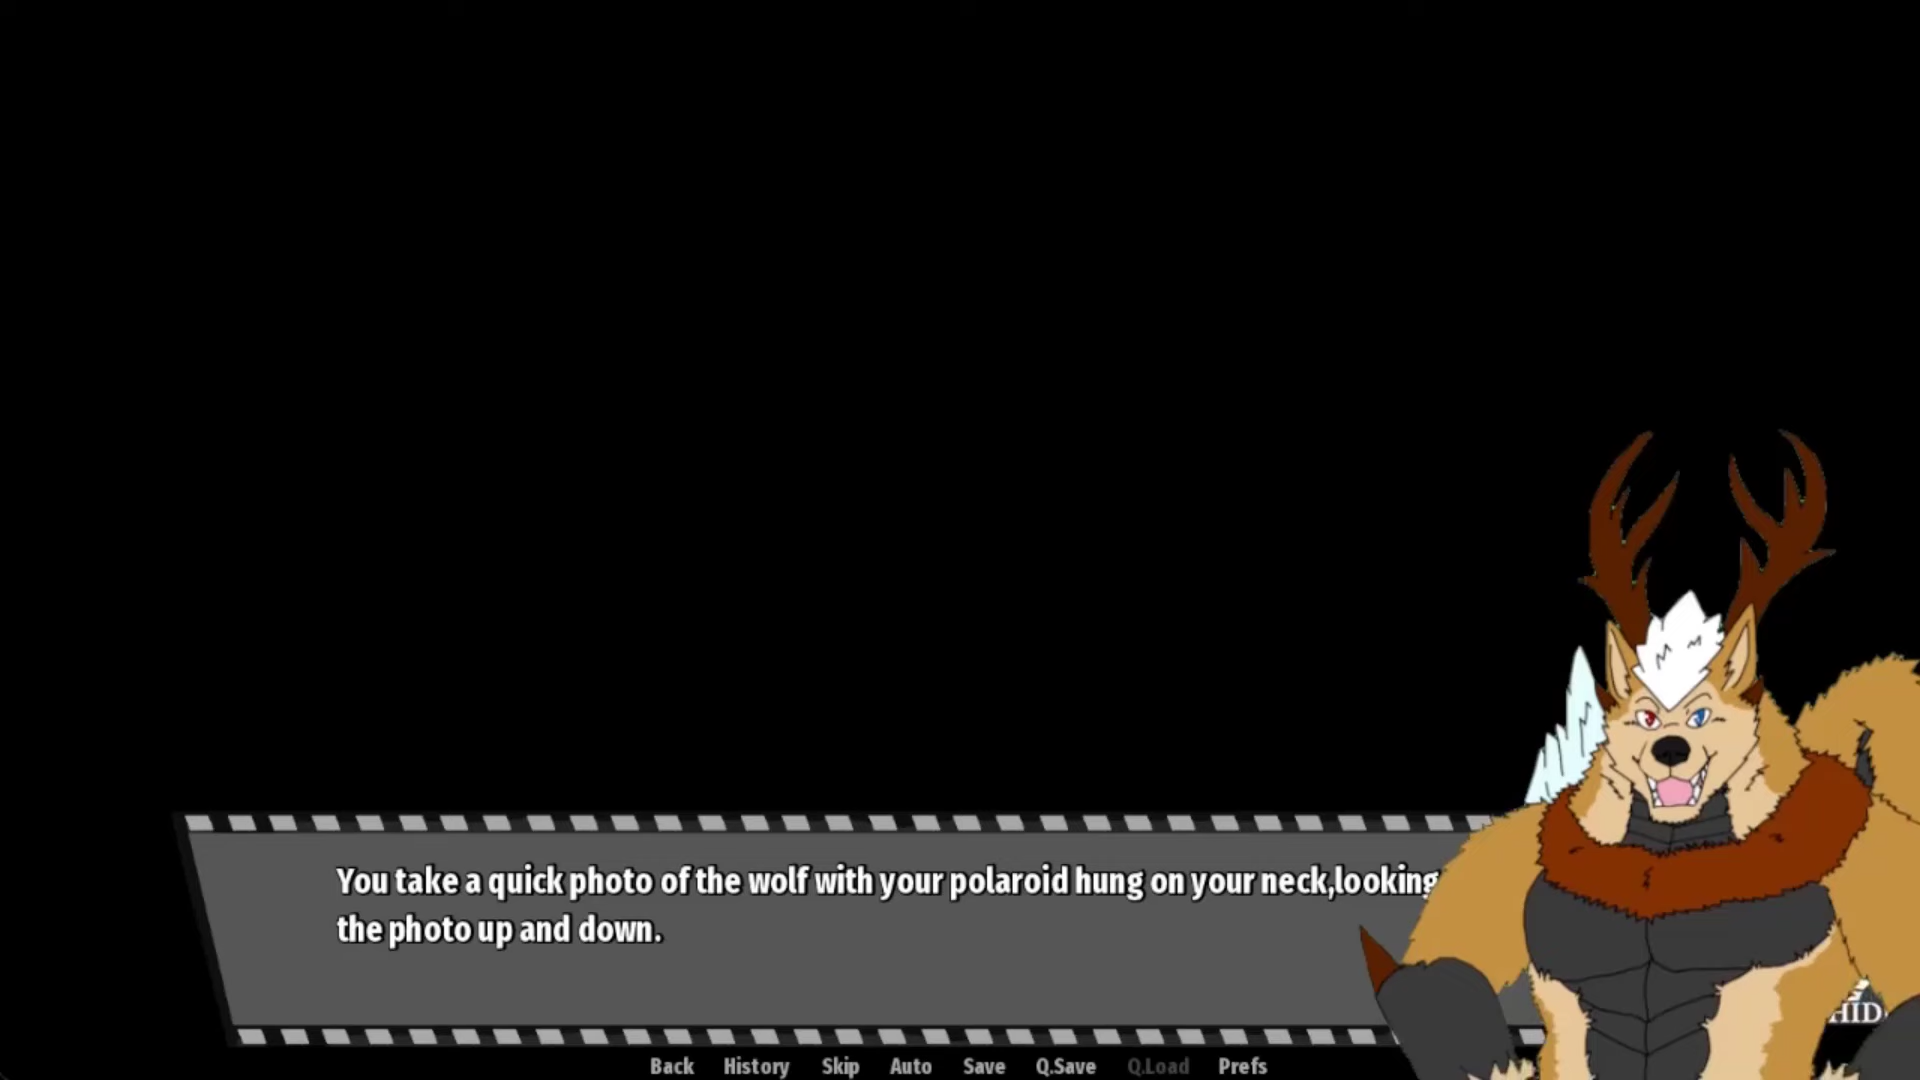 You take a quick photo of the wolf with your polaroid hung on your neck,looking
the photo up and down.
Back History Skip Auto Save Q.Save Q.Load Prefs